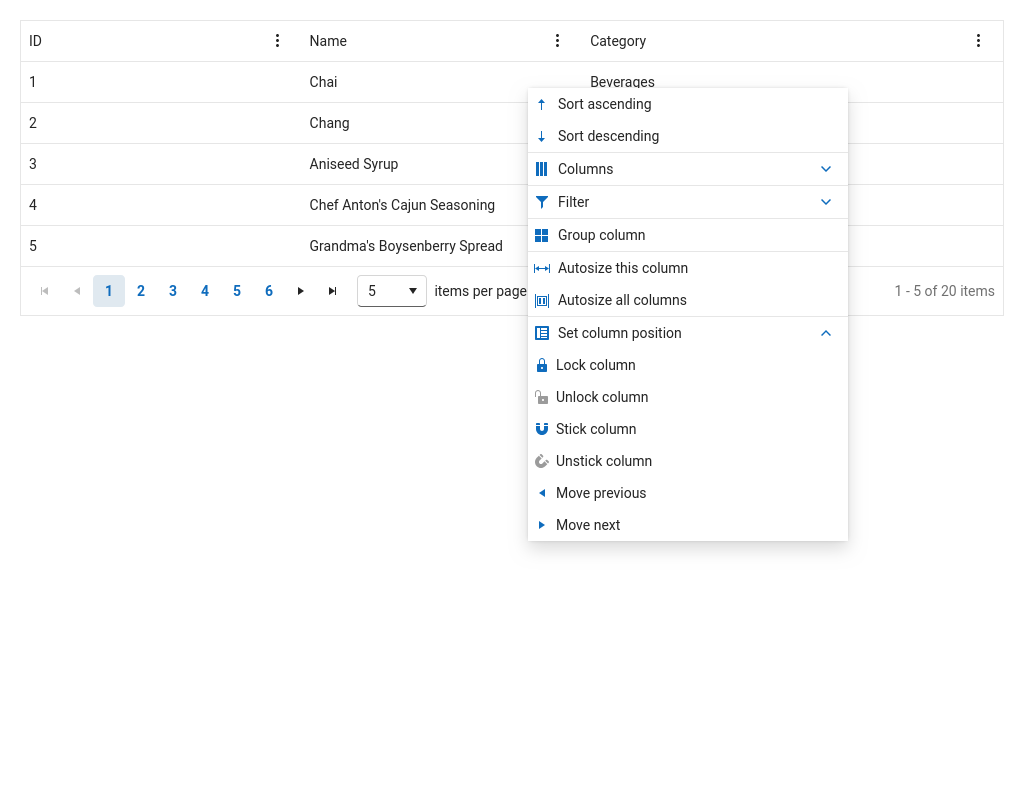 ID Name Category
1 Chai Beverages
2 Chang
3 Aniseed Syrup
4 Chef Anton's Cajun Seasoning
5 Grandma's Boysenberry Spread
1 2 3 4 5 6 5 items per page 1 - 5 of 20 items
Sort ascending
Sort descending
Columns
Filter
Group column
Autosize this column
Autosize all columns
Set column position
Lock column
Unlock column
Stick column
Unstick column
Move previous
Move next